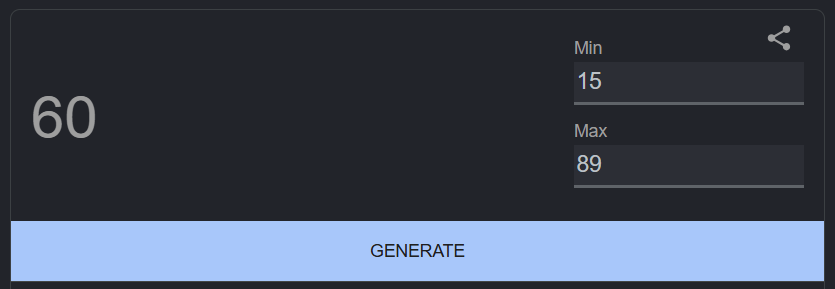 60
Min
15
Max
89
GENERATE